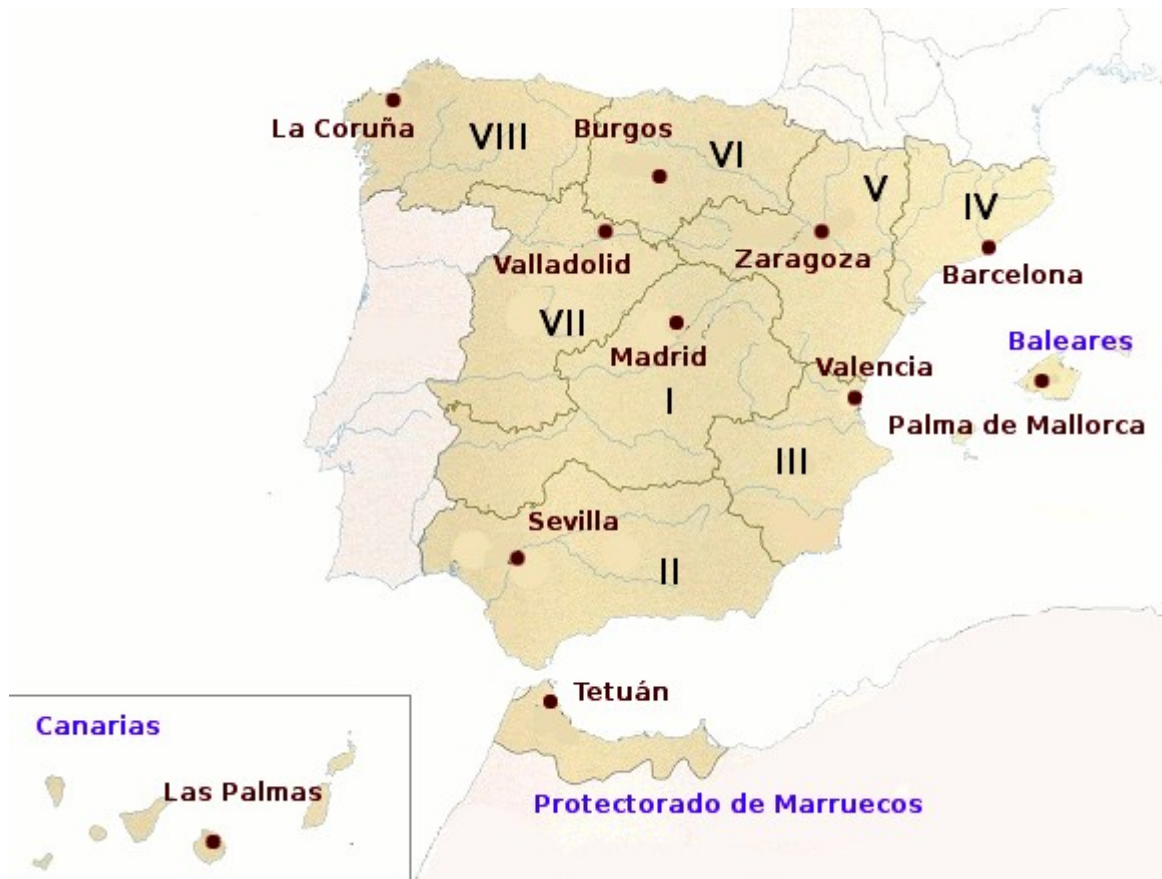 La Coruña
VIII
Burgos
VI
V
IV
Valladolid
Zaragoza
Barcelona
VII
Madrid
Valencia
Baleares
I
Palma de Mallorca
III
Sevilla
II
Tetuán
Canarias
Las Palmas
Protectorado de Marruecos